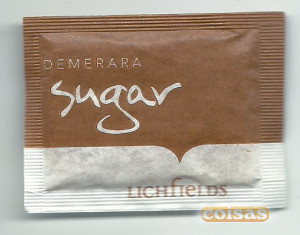 DEMERARA
sugar
LICHfIELDS
coisas